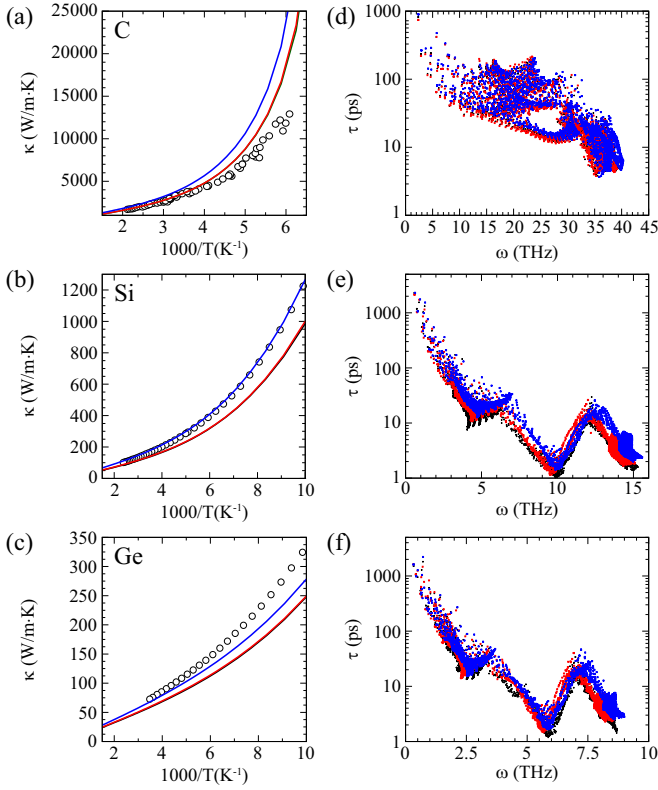 (a)
C
25000
20000
15000
10000
5000
κ (W/m·K)
2 3 4 5 6
1000/T(K⁻¹)
(d)
1000
100
10
1
τ (ps)
0 5 10 15 20 25 30 35 40 45
ω (THz)
(b)
Si
1200
1000
800
600
400
200
0
κ (W/m·K)
2 4 6 8 10
1000/T(K⁻¹)
(e)
1000
100
10
1
τ (ps)
0 5 10 15
ω (THz)
(c)
Ge
350
300
250
200
150
100
50
0
κ (W/m·K)
2 4 6 8 10
1000/T(K⁻¹)
(f)
1000
100
10
1
τ (ps)
0 2.5 5 7.5 10
ω (THz)